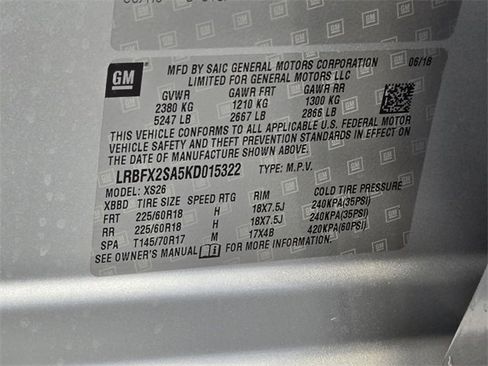 GM
MFD BY SAIC GENERAL MOTORS CORPORATION 06/18
LIMITED FOR GENERAL MOTORS LLC
GVWR GAWR FRT GAWR RR
2380 KG 1210 KG 1300 KG
5247 LB 2667 LB 2866 LB
THIS VEHICLE CONFORMS TO ALL APPLICABLE U.S. FEDERAL MOTOR
VEHICLE SAFETY AND THEFT PREVENTION STANDARDS IN EFFECT ON
THE DATE OF MANUFACTURE SHOWN ABOVE.
LRBFX2SA5KD015322 TYPE: M.P.V.
MODEL: XS26
XBBD TIRE SIZE SPEED RTG RIM COLD TIRE PRESSURE
FRT 225/60R18 H 18X7.5J 240KPA(35PSI)
RR 225/60R18 H 18X7.5J 240KPA(35PSI)
SPA T145/70R17 M 17X4B 420KPA(60PSI)
SEE OWNER'S MANUAL FOR MORE INFORMATION.